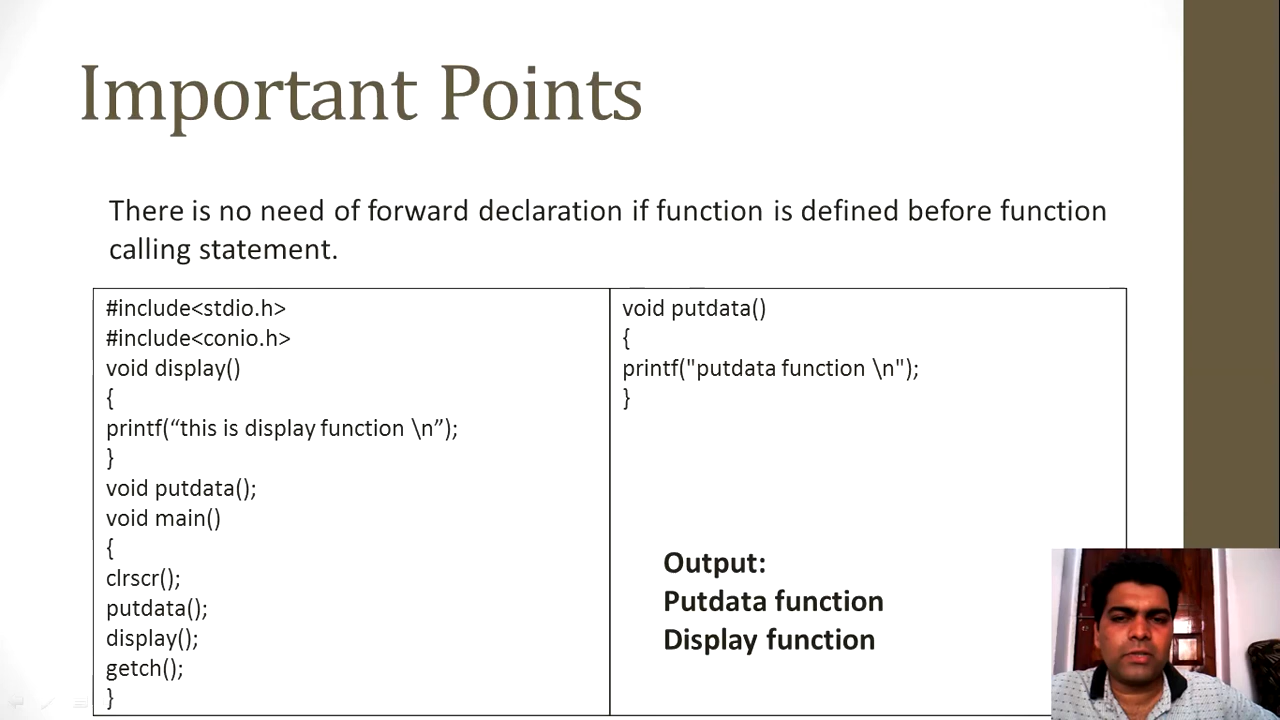 Important Points
There is no need of forward declaration if function is defined before function
calling statement.
#include<stdio.h>
#include<conio.h>
void display()
{
printf(“this is display function \n”);
}
void putdata();
void main()
{
clrscr();
putdata();
display();
getch();
}
void putdata()
{
printf("putdata function \n");
}
Output:
Putdata function
Display function